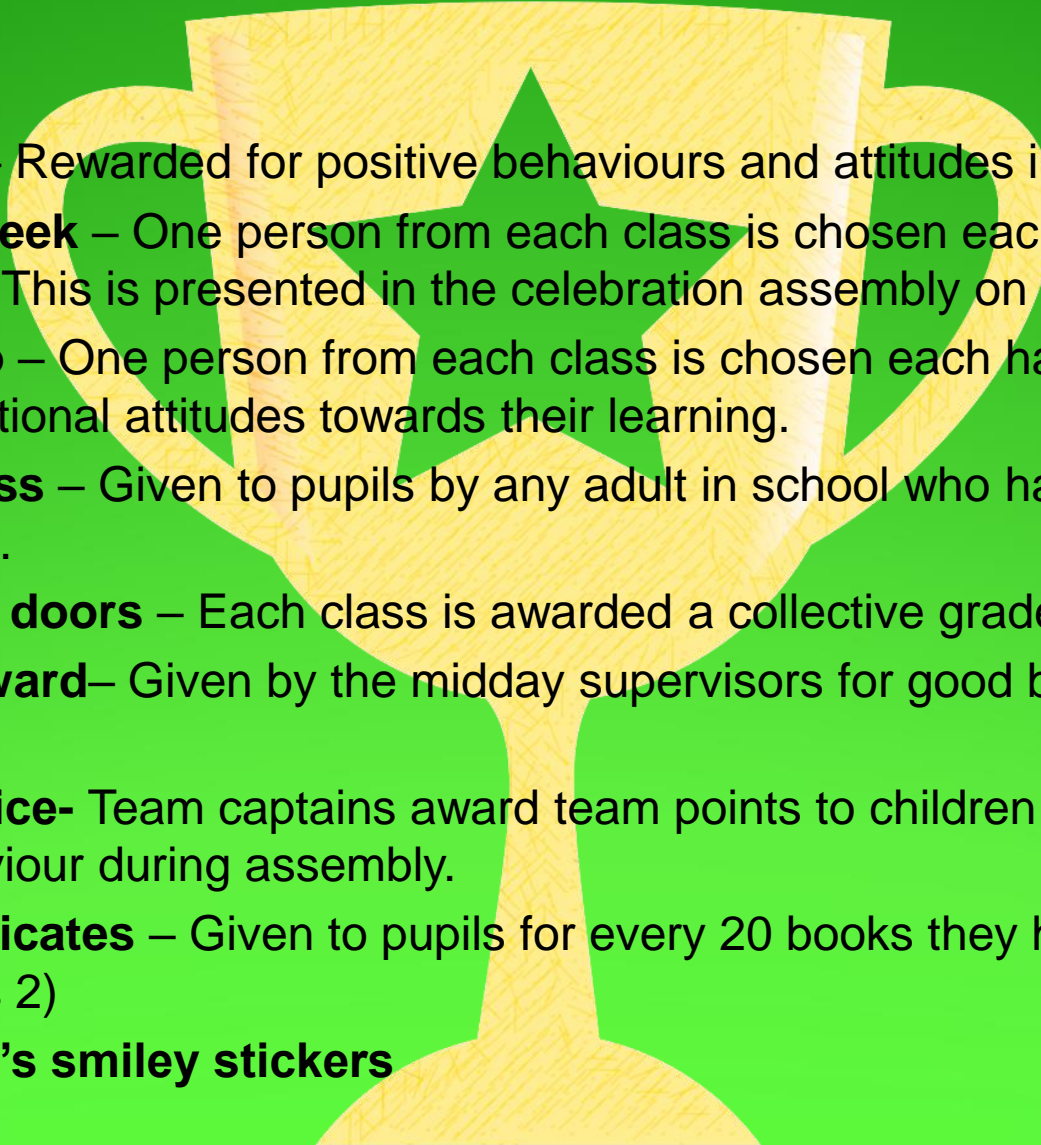 – Rewarded for positive behaviours and attitudes i
eek – One person from each class is chosen eac
This is presented in the celebration assembly on
– One person from each class is chosen each ha
tional attitudes towards their learning.
ss – Given to pupils by any adult in school who ha
.
doors – Each class is awarded a collective grade
ward– Given by the midday supervisors for good b
ice- Team captains award team points to children
viour during assembly.
icates – Given to pupils for every 20 books they h
2)
’s smiley stickers